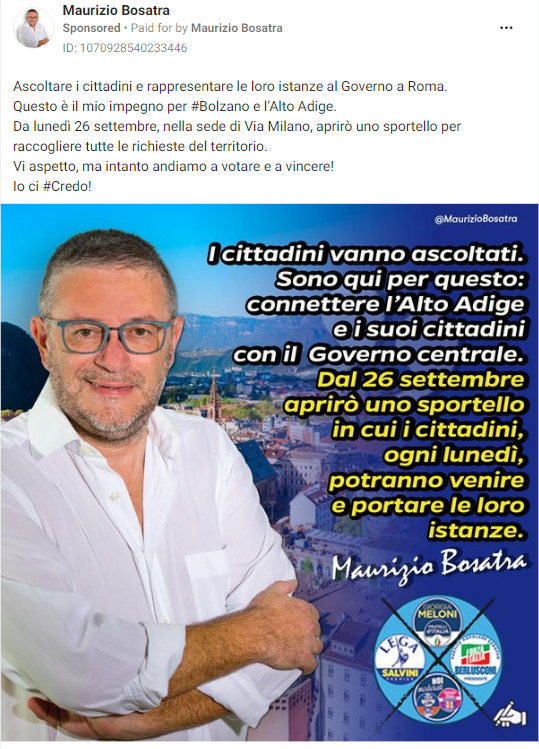 Maurizio Bosatra
Sponsored • Paid for by Maurizio Bosatra
ID: 1070928540233446
Ascoltare i cittadini e rappresentare le loro istanze al Governo a Roma.
Questo è il mio impegno per #Bolzano e l'Alto Adige.
Da lunedì 26 settembre, nella sede di Via Milano, aprirò uno sportello per
raccogliere tutte le richieste del territorio.
Vi aspetto, ma intanto andiamo a votare e a vincere!
Io ci #Credo!
@MaurizioBosatra
I cittadini vanno ascoltati.
Sono qui per questo:
connettere l'Alto Adige
e i suoi cittadini
con il Governo centrale.
Dal 26 settembre
aprirò uno sportello
in cui i cittadini,
ogni lunedì,
potranno venire
e portare le loro
istanze.
Maurizio Bosatra
GIORGIA
MELONI
FRATELLI
d'ITALIA
LEGA
SALVINI
PREMIER
FORZA
ITALIA
BERLUSCONI
PRESIDENTE
NOI
moderati